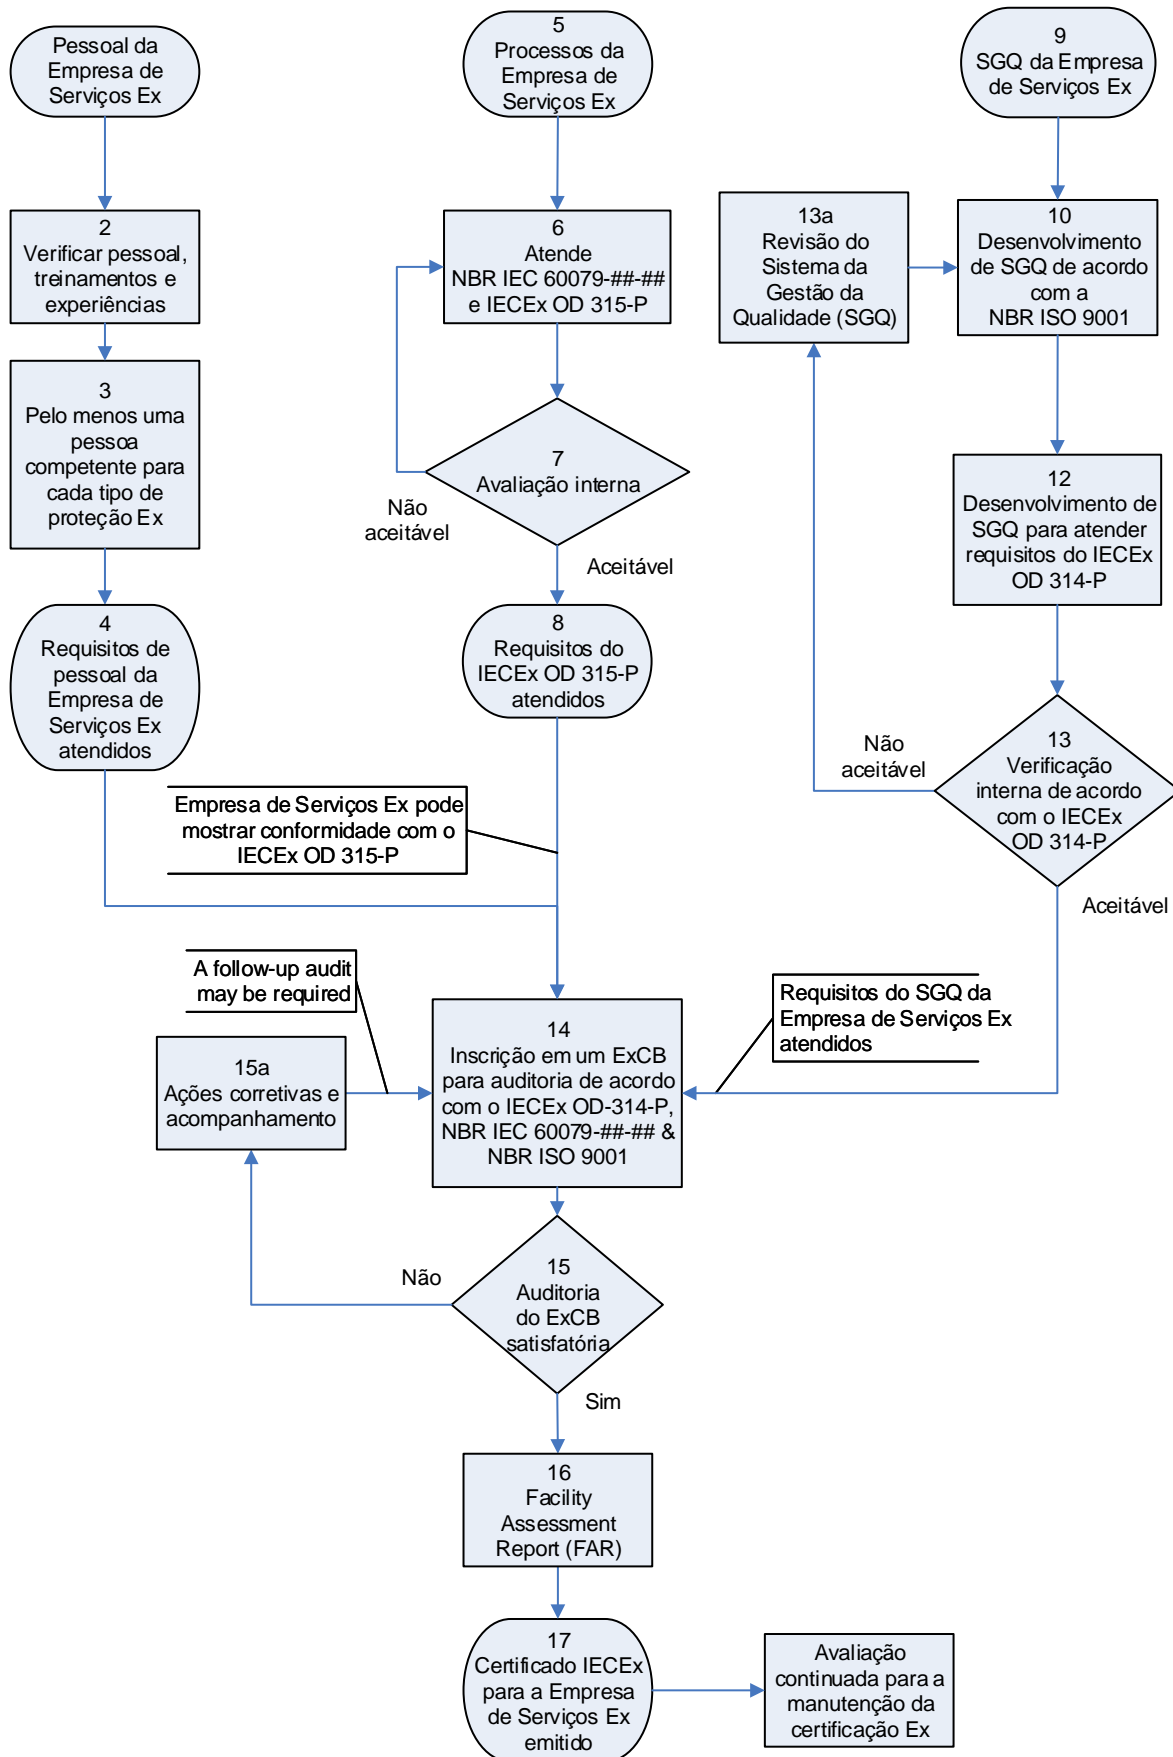 Pessoal da
Empresa de
Serviços Ex
2
Verificar pessoal,
treinamentos e
experiências
3
Pelo menos uma
pessoa
competente para
cada tipo de
proteção Ex
4
Requisitos de
pessoal da
Empresa de
Serviços Ex
atendidos
5
Processos da
Empresa de
Serviços Ex
6
Atende
NBR IEC 60079-##-##
e IECEx OD 315-P
7
Avaliação interna
Não
aceitável
Aceitável
8
Requisitos do
IECEx OD 315-P
atendidos
Empresa de Serviços Ex pode
mostrar conformidade com o
IECEx OD 315-P
9
SGQ da Empresa
de Serviços Ex
13a
Revisão do
Sistema da
Gestão da
Qualidade (SGQ)
10
Desenvolvimento
de SGQ de acordo
com a
NBR ISO 9001
12
Desenvolvimento de
SGQ para atender
requisitos do IECEx
OD 314-P
13
Verificação
interna de acordo
com o IECEx
OD 314-P
Não
aceitável
Aceitável
A follow-up audit
may be required
Requisitos do SGQ da
Empresa de Serviços Ex
atendidos
14
Inscrição em um ExCB
para auditoria de acordo
com o IECEx OD-314-P,
NBR IEC 60079-##-## &
NBR ISO 9001
15a
Ações corretivas e
acompanhamento
15
Auditoria
do ExCB
satisfatória
Não
Sim
16
Facility
Assessment
Report (FAR)
17
Certificado IECEx
para a Empresa
de Serviços Ex
emitido
Avaliação
continuada para a
manutenção da
certificação Ex